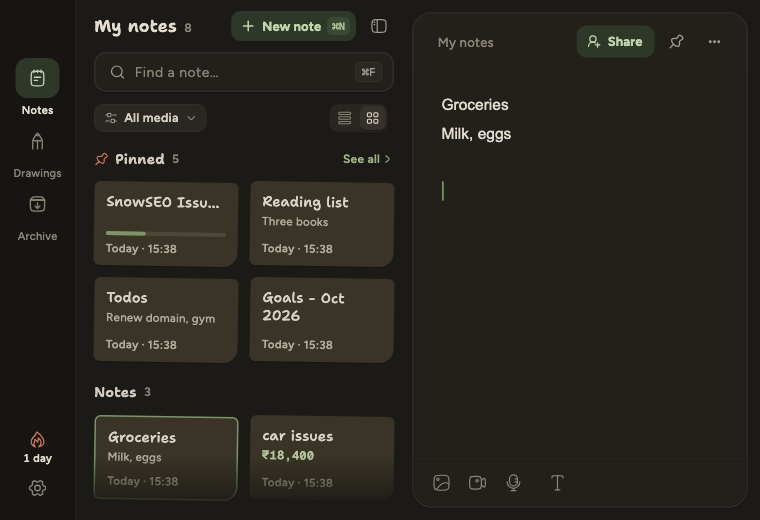 My notes 8
New note ⌘N
Find a note... ⌘F
All media
Pinned 5
See all
SnowSEO Issu...
Today · 15:38
Reading list
Three books
Today · 15:38
Todos
Renew domain, gym
Today · 15:38
Goals - Oct
2026
Today · 15:38
Notes 3
Groceries
Milk, eggs
Today · 15:38
car issues
₹18,400
Today · 15:38
Notes
Drawings
Archive
1 day
My notes
Share
Groceries
Milk, eggs
T